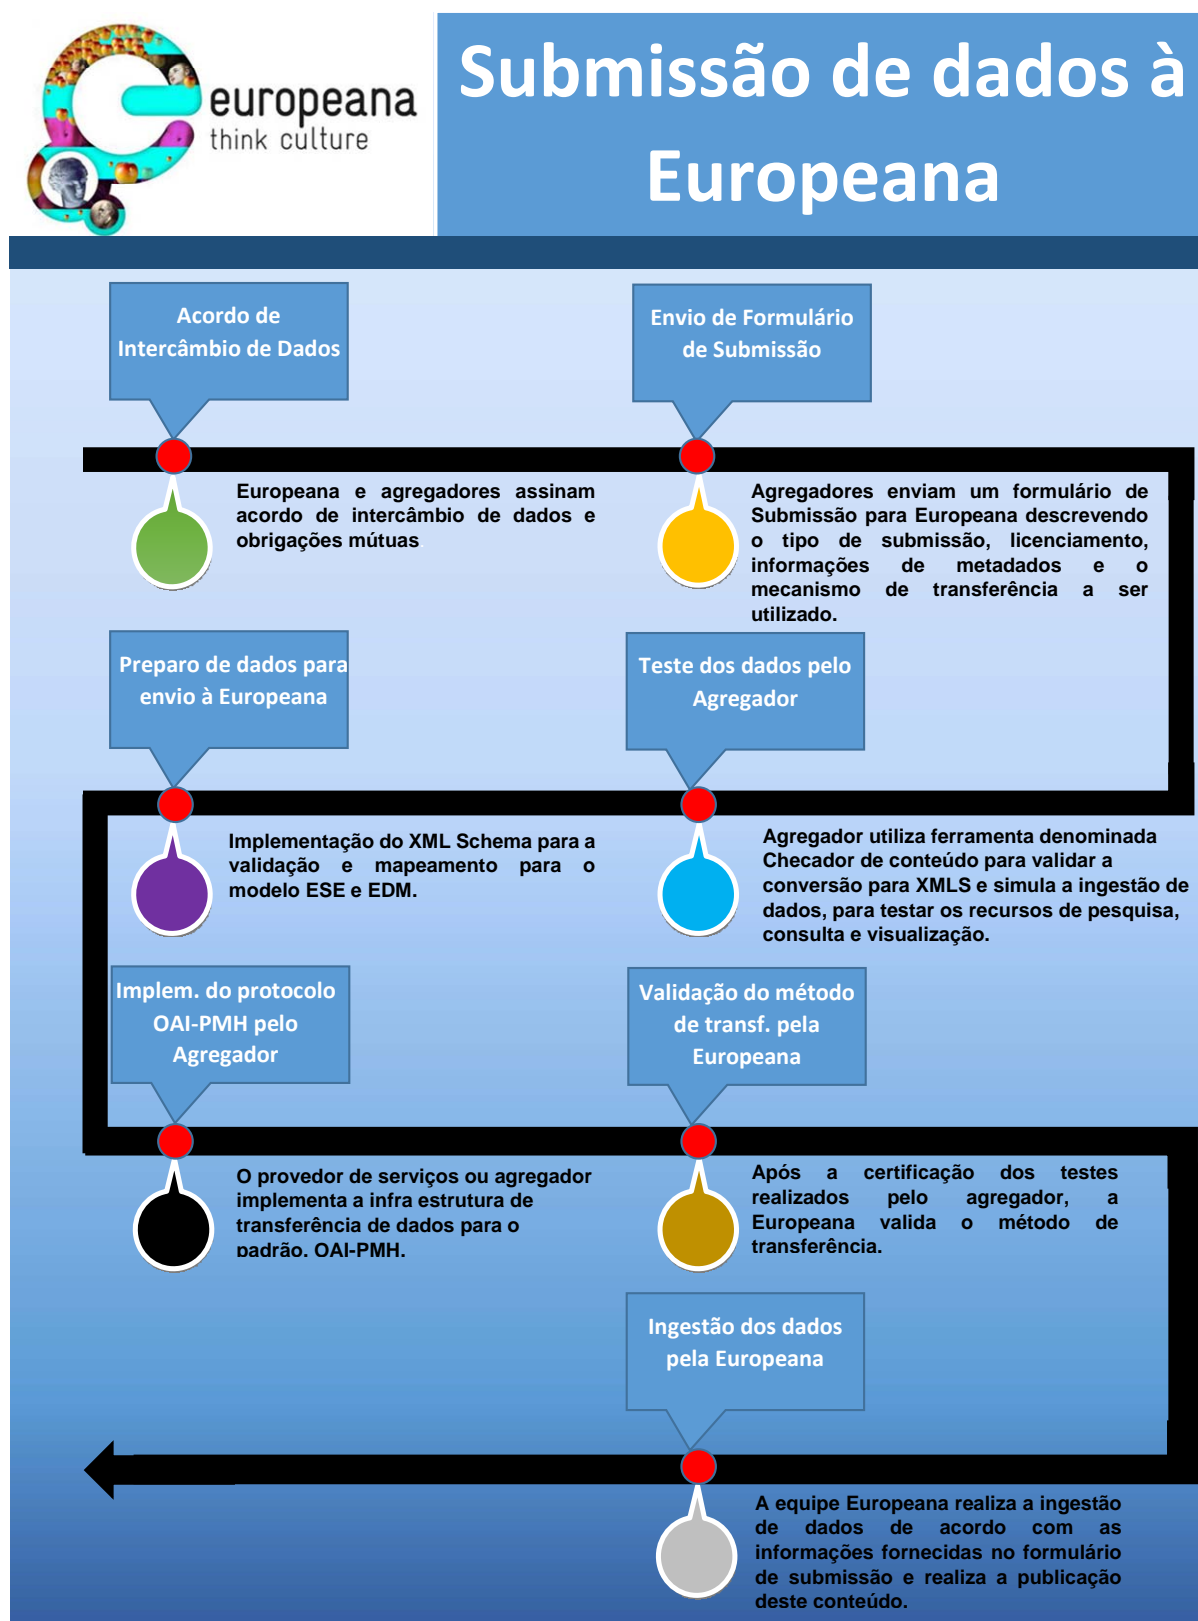 europeana
think culture
Submissão de dados à
Europeana
Acordo de
Intercâmbio de Dados
Envio de Formulário
de Submissão
Europeana e agregadores assinam
acordo de intercâmbio de dados e
obrigações mútuas.
Agregadores enviam um formulário de
Submissão para Europeana descrevendo
o tipo de submissão, licenciamento,
informações de metadados e o
mecanismo de transferência a ser
utilizado.
Preparo de dados para
envio à Europeana
Teste dos dados pelo
Agregador
Implementação do XML Schema para a
validação e mapeamento para o
modelo ESE e EDM.
Agregador utiliza ferramenta denominada
Checador de conteúdo para validar a
conversão para XMLS e simula a ingestão de
dados, para testar os recursos de pesquisa,
consulta e visualização.
Implem. do protocolo
OAI-PMH pelo
Agregador
Validação do método
de transf. pela
Europeana
O provedor de serviços ou agregador
implementa a infra estrutura de
transferência de dados para o
padrão. OAI-PMH.
Após a certificação dos testes
realizados pelo agregador, a
Europeana valida o método de
transferência.
Ingestão dos dados
pela Europeana
A equipe Europeana realiza a ingestão
de dados de acordo com as
informações fornecidas no formulário
de submissão e realiza a publicação
deste conteúdo.